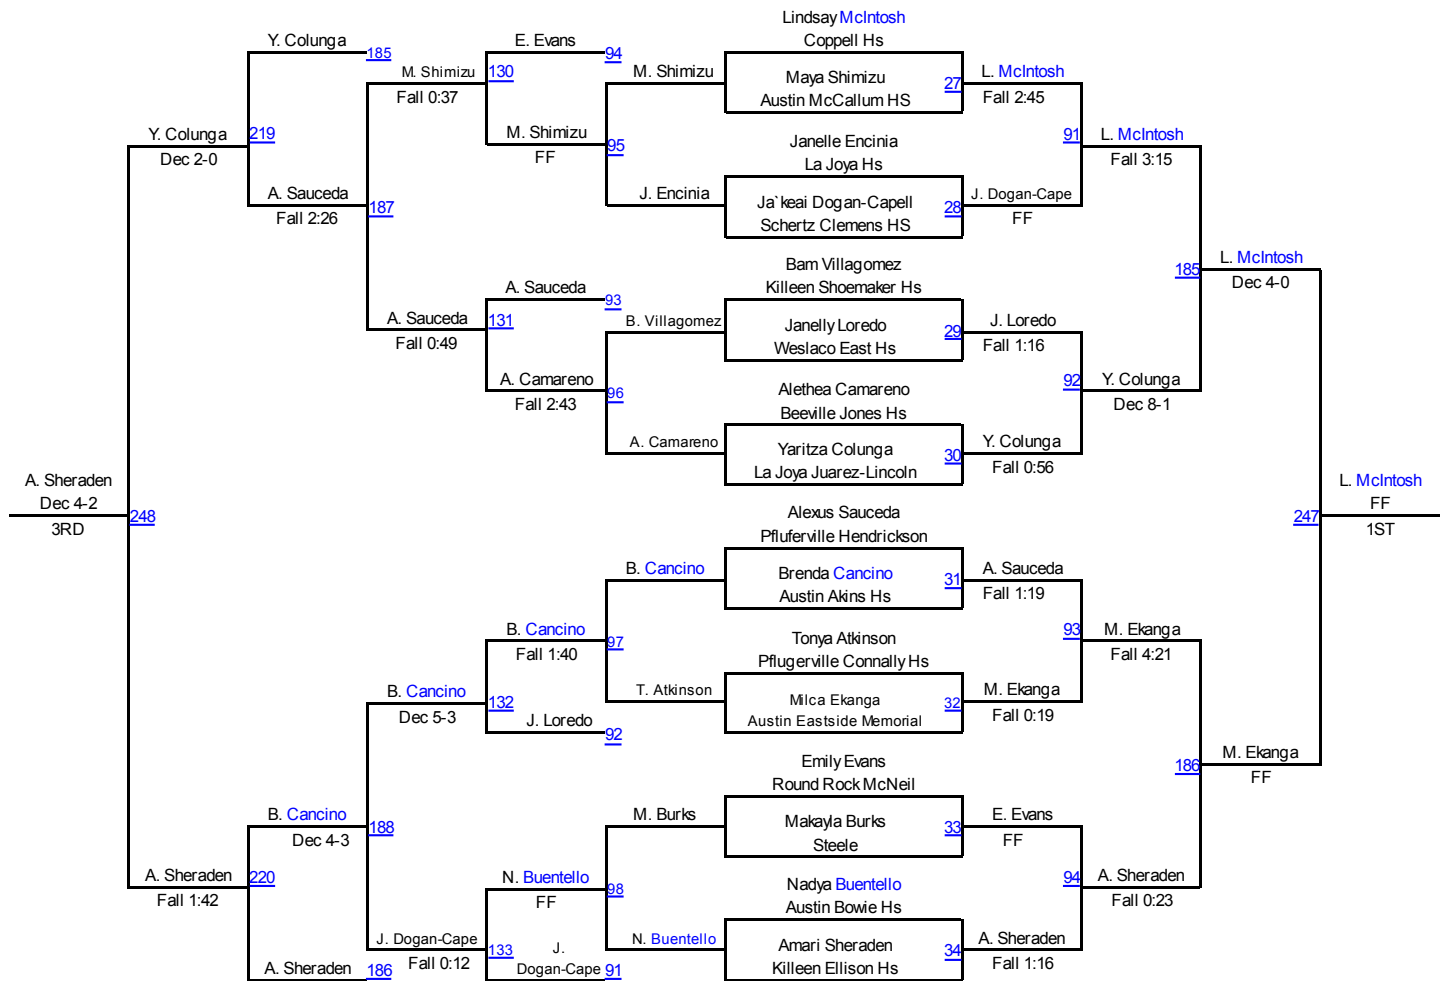 Lindsay McIntosh
Y. Colunga
E. Evans
Coppell Hs
185
94
M. Shimizu
130
M. Shimizu
Maya Shimizu
27
L. McIntosh
Fall 0:37
Austin McCallum HS
Fall 2:45
Y. Colunga
219
M. Shimizu
95
Janelle Encinia
91
L. McIntosh
Dec 2-0
FF
La Joya Hs
Fall 3:15
A. Sauceda
187
J. Encinia
Ja`keai Dogan-Capell
28
J. Dogan-Cape
Fall 2:26
Schertz Clemens HS
FF
Bam Villagomez
185
L. McIntosh
A. Sauceda
93
Killeen Shoemaker Hs
Dec 4-0
A. Sauceda
131
B. Villagomez
Janelly Loredo
29
J. Loredo
Fall 0:49
Weslaco East Hs
Fall 1:16
A. Camareno
96
Alethea Camareno
92
Y. Colunga
Fall 2:43
Beeville Jones Hs
Dec 8-1
A. Camareno
Yaritza Colunga
30
Y. Colunga
La Joya Juarez-Lincoln
Fall 0:56
A. Sheraden
L. McIntosh
Dec 4-2
248
Alexus Sauceda
247
FF
3RD
Pfluferville Hendrickson
1ST
B. Cancino
Brenda Cancino
31
A. Sauceda
Austin Akins Hs
Fall 1:19
B. Cancino
97
Tonya Atkinson
93
M. Ekanga
Fall 1:40
Pflugerville Connally Hs
Fall 4:21
B. Cancino
132
T. Atkinson
Milca Ekanga
32
M. Ekanga
Dec 5-3
J. Loredo
92
Austin Eastside Memorial
Fall 0:19
Emily Evans
186
M. Ekanga
Round Rock McNeil
FF
B. Cancino
188
M. Burks
Makayla Burks
33
E. Evans
Dec 4-3
Steele
FF
A. Sheraden
220
N. Buentello
98
Nadya Buentello
94
A. Sheraden
Fall 1:42
FF
Austin Bowie Hs
Fall 0:23
J. Dogan-Cape
133
J.
N. Buentello
Amari Sheraden
34
A. Sheraden
A. Sheraden
186
Fall 0:12
Dogan-Cape
91
Killeen Ellison Hs
Fall 1:16